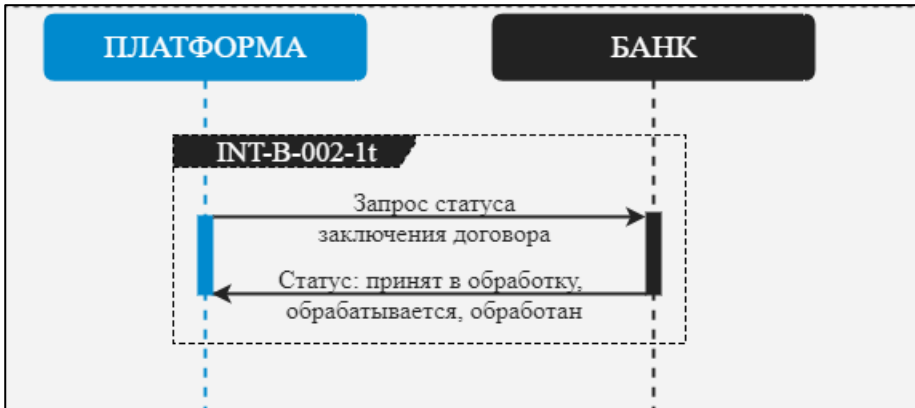 ПЛАТФОРМА
БАНК
INT-B-002-1t
Запрос статуса
заключения договора
Статус: принят в обработку,
обрабатывается, обработан